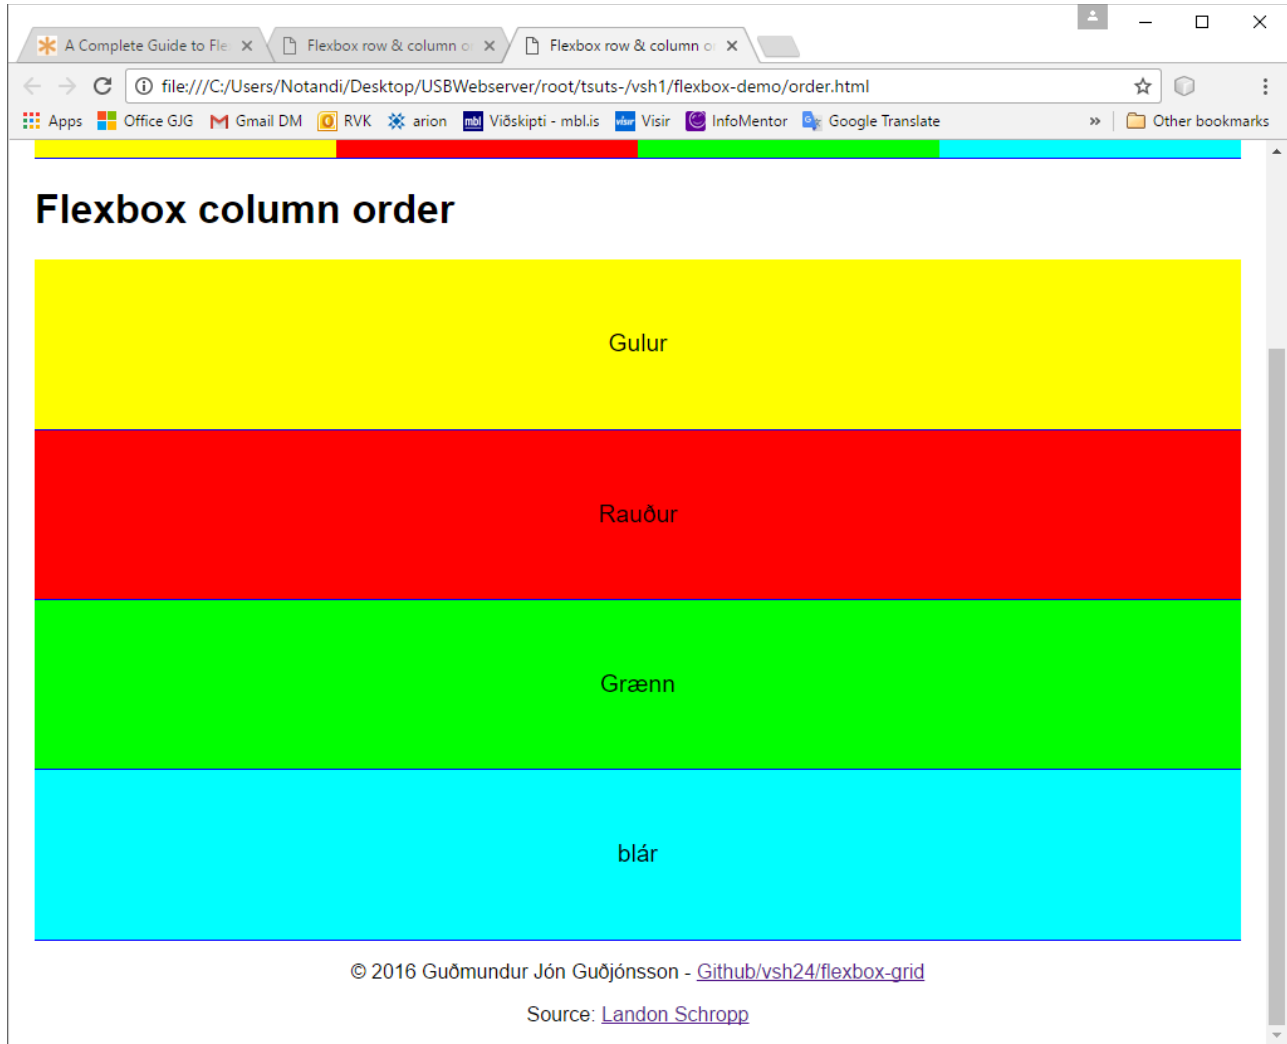 A Complete Guide to Fle
Flexbox row & column o
Flexbox row & column o
file:///C:/Users/Notandi/Desktop/USBWebserver/root/tsuts-/vsh1/flexbox-demo/order.html
Apps Office GJG Gmail DM RVK arion mbl Viðskipti - mbl.is visir Visir InfoMentor Google Translate » Other bookmarks
Flexbox column order
Gulur
Rauður
Grænn
blár
© 2016 Guðmundur Jón Guðjónsson - Github/vsh24/flexbox-grid
Source: Landon Schropp